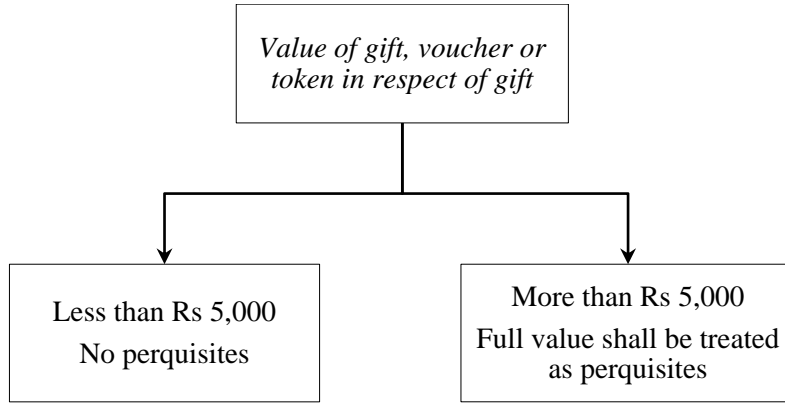 Value of gift, voucher or
token in respect of gift
Less than Rs 5,000
No perquisites
More than Rs 5,000
Full value shall be treated
as perquisites